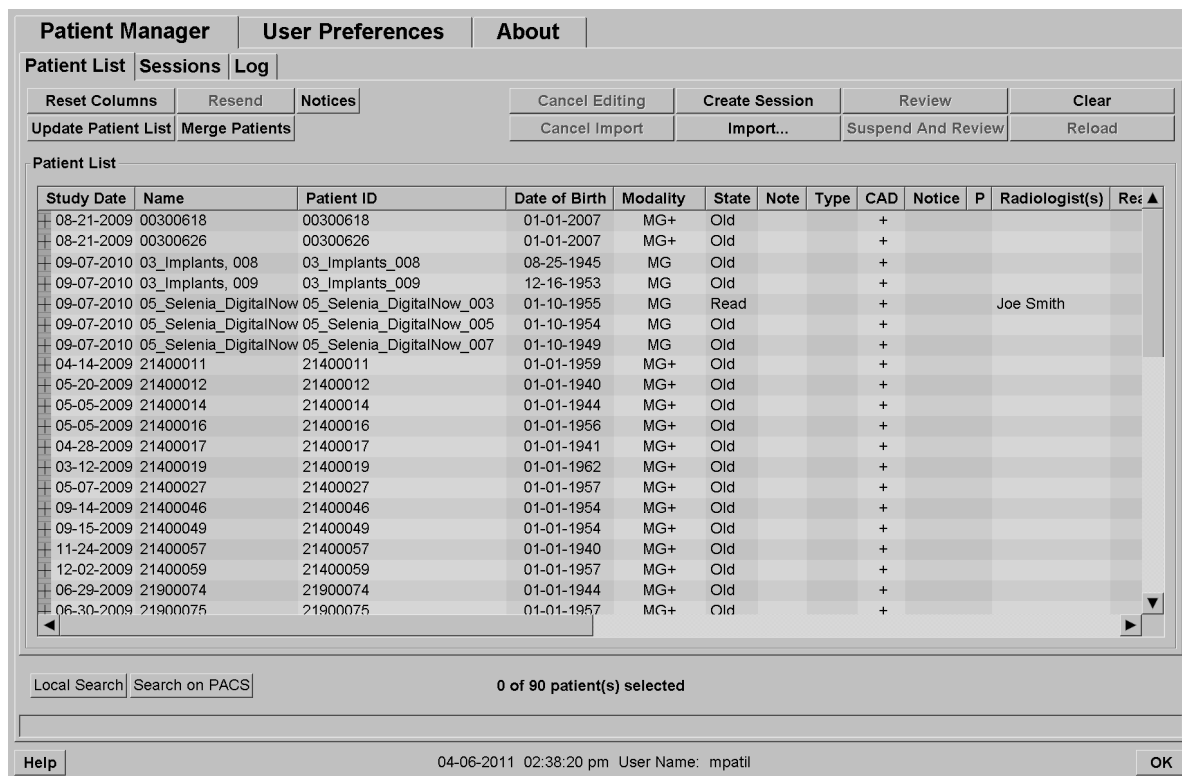 Patient Manager User Preferences About
Patient List Sessions Log
Reset Columns Resend Notices Cancel Editing Create Session Review Clear
Update Patient List Merge Patients Cancel Import Import... Suspend And Review Reload
Patient List
Study Date Name Patient ID Date of Birth Modality State Note Type CAD Notice P Radiologist(s) Rea
08-21-2009 00300618 00300618 01-01-2007 MG+ Old +
08-21-2009 00300626 00300626 01-01-2007 MG+ Old +
09-07-2010 03_Implants, 008 03_Implants_008 08-25-1945 MG Old +
09-07-2010 03_Implants, 009 03_Implants_009 12-16-1953 MG Old +
09-07-2010 05_Selenia_DigitalNow 05_Selenia_DigitalNow_003 01-10-1955 MG Read + Joe Smith
09-07-2010 05_Selenia_DigitalNow 05_Selenia_DigitalNow_005 01-10-1954 MG Old +
09-07-2010 05_Selenia_DigitalNow 05_Selenia_DigitalNow_007 01-10-1949 MG Old +
04-14-2009 21400011 21400011 01-01-1959 MG+ Old +
05-20-2009 21400012 21400012 01-01-1940 MG+ Old +
05-05-2009 21400014 21400014 01-01-1944 MG+ Old +
05-05-2009 21400016 21400016 01-01-1956 MG+ Old +
04-28-2009 21400017 21400017 01-01-1941 MG+ Old +
03-12-2009 21400019 21400019 01-01-1962 MG+ Old +
05-07-2009 21400027 21400027 01-01-1957 MG+ Old +
09-14-2009 21400046 21400046 01-01-1954 MG+ Old +
09-15-2009 21400049 21400049 01-01-1954 MG+ Old +
11-24-2009 21400057 21400057 01-01-1940 MG+ Old +
12-02-2009 21400059 21400059 01-01-1957 MG+ Old +
06-29-2009 21900074 21900074 01-01-1944 MG+ Old +
06-30-2009 21900075 21900075 01-01-1957 MG+ Old +
Local Search Search on PACS 0 of 90 patient(s) selected
Help 04-06-2011 02:38:20 pm User Name: mpatil OK